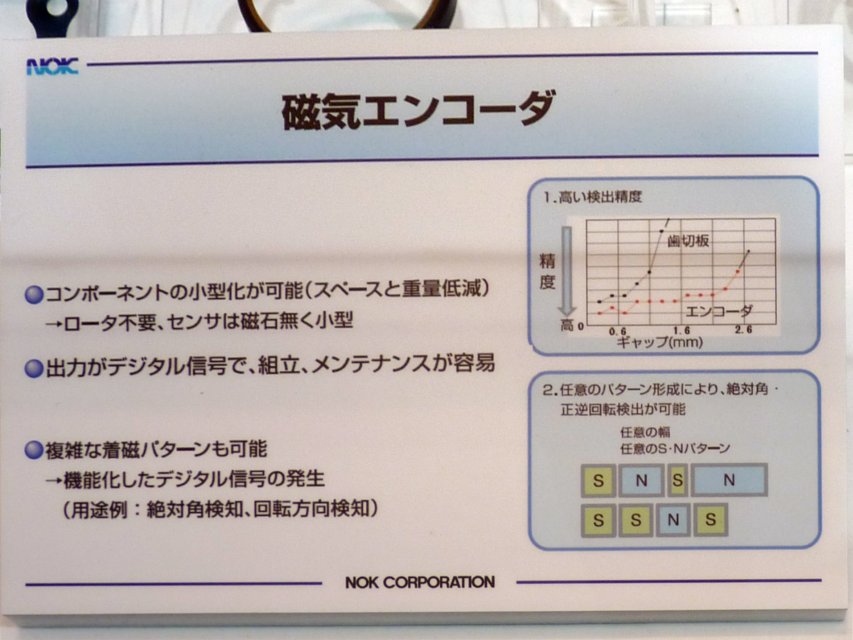 NOK
磁気エンコーダ
●コンポーネントの小型化が可能(スペースと重量低減)
→ロータ不要、センサは磁石無く小型
●出力がデジタル信号で、組立、メンテナンスが容易
●複雑な着磁パターンも可能
→機能化したデジタル信号の発生
(用途例：絶対角検知、回転方向検知)
1.高い検出精度
歯切板
精度
エンコーダ
高 0
0.6 1.6 2.6
ギャップ(mm)
2.任意のパターン形成により、絶対角・
正逆回転検出が可能
任意の幅
任意のS・Nパターン
S N S N
S S N S
NOK CORPORATION